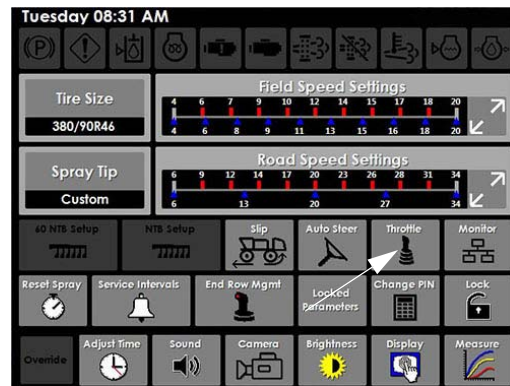 Tuesday 08:31 AM
Tire Size
380/90R46
Field Speed Settings
4 6 7 9 10 12 14 15 17 18 20
4 6 8 9 11 13 15 16 18 20
Spray Tip
Custom
Road Speed Settings
6 9 11 14 17 20 23 26 28 31 34
6 13 20 27 34
60 NTB Setup
NTB Setup
Slip
Auto Steer
Throttle
Monitor
Reset Spray
Service Intervals
End Row Mgmt
Locked
Parameters
Change PIN
Lock
Override
Adjust Time
Sound
Camera
Brightness
Display
Measure